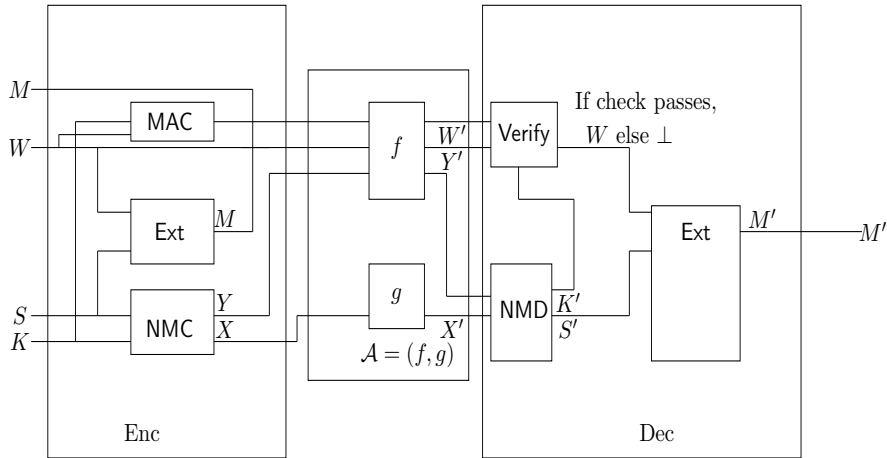 M
MAC
W
Ext
M
S
K
NMC
Y
X
Enc
f
W′
Y′
g
X′
𝒜 = (f, g)
Verify
If check passes,
W else ⊥
NMD
K′
S′
Ext
M′
M′
Dec